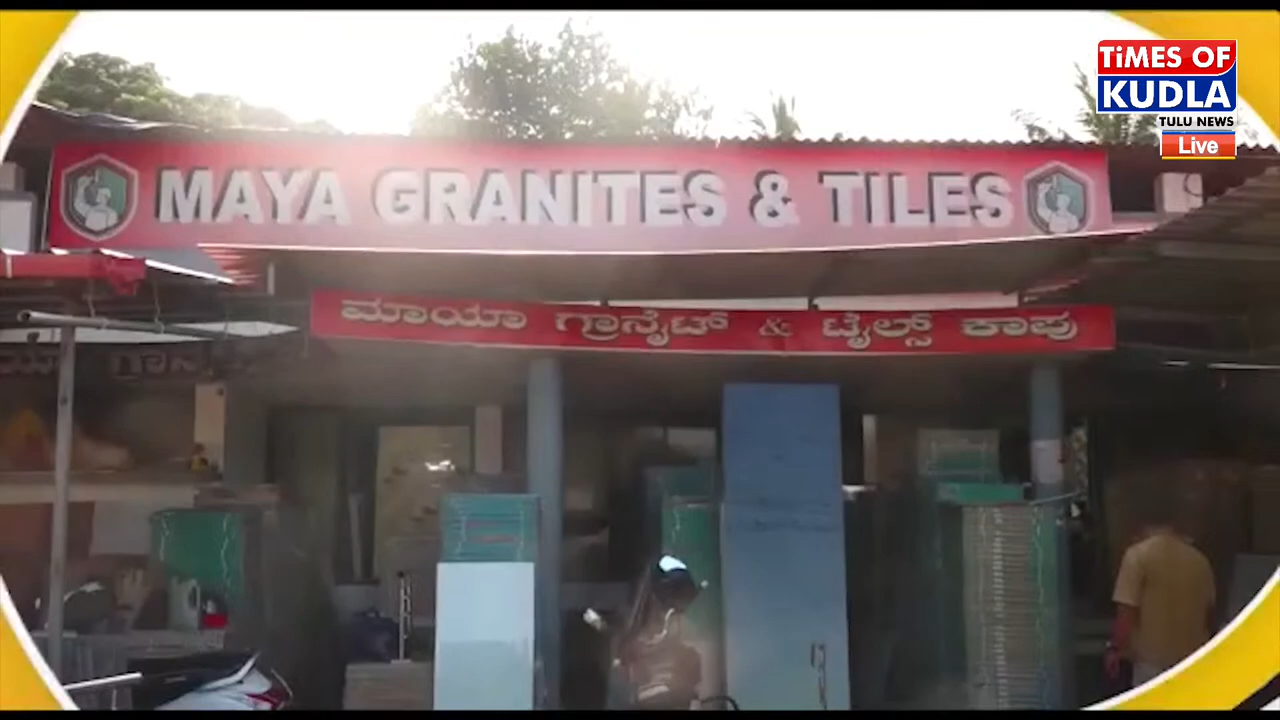 TiMES OF
KUDLA
TULU NEWS
Live
MAYA GRANITES & TILES
ಮಾಯಾ ಗ್ರಾನೈಟ್ & ಟೈಲ್ಸ್ ಕಾಪು